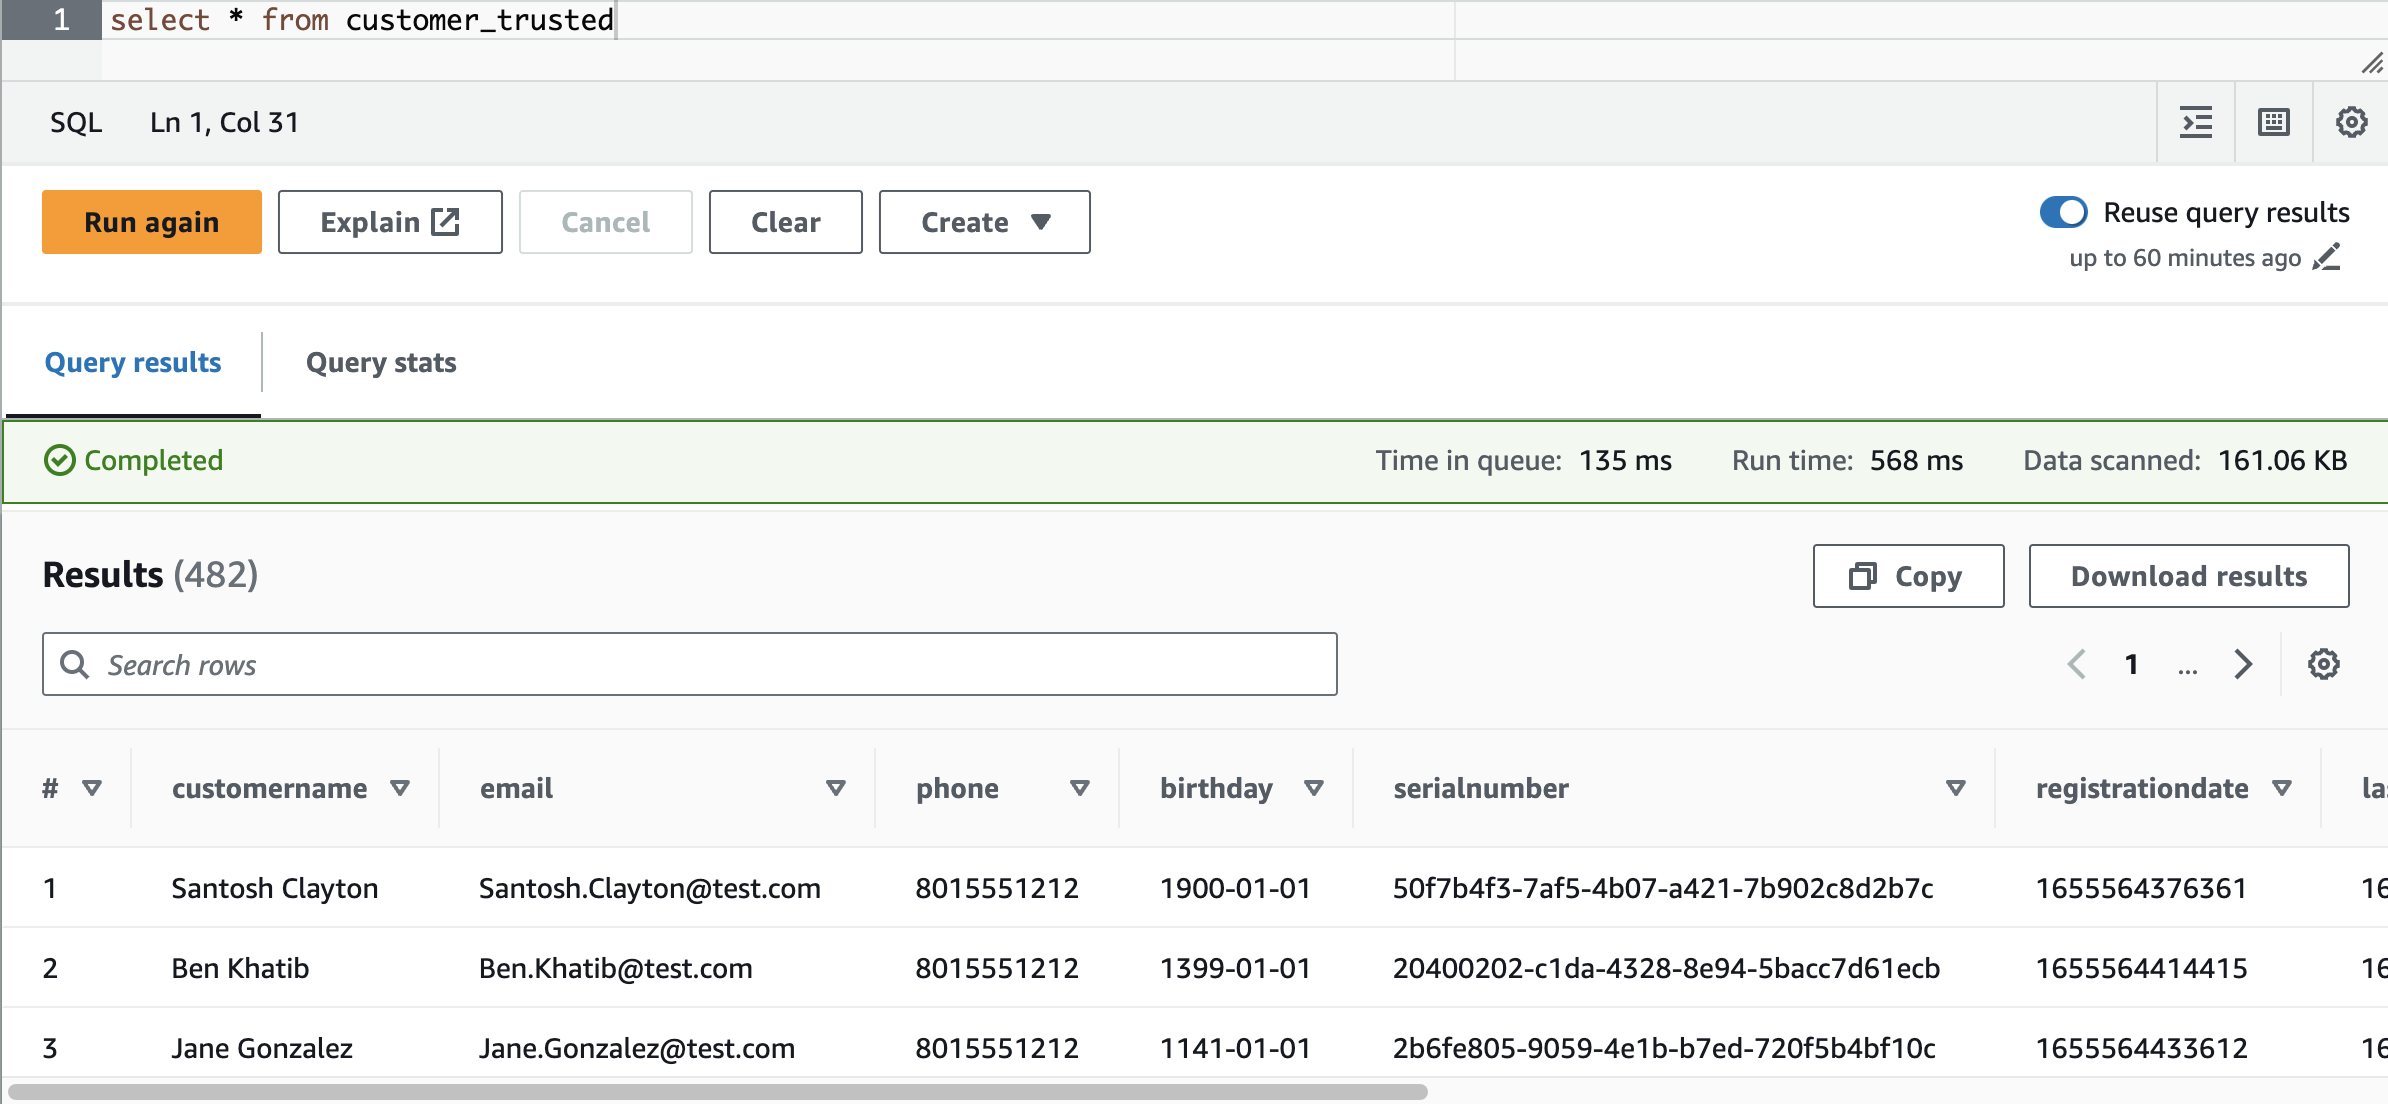 1 select * from customer_trusted
SQL Ln 1, Col 31
Run again Explain Cancel Clear Create Reuse query results
up to 60 minutes ago
Query results Query stats
Completed Time in queue: 135 ms Run time: 568 ms Data scanned: 161.06 KB
Results (482) Copy Download results
Search rows 1 ...
# customername email phone birthday serialnumber registrationdate
1 Santosh Clayton Santosh.Clayton@test.com 8015551212 1900-01-01 50f7b4f3-7af5-4b07-a421-7b902c8d2b7c 1655564376361 16
2 Ben Khatib Ben.Khatib@test.com 8015551212 1399-01-01 20400202-c1da-4328-8e94-5bacc7d61ecb 1655564414415 16
3 Jane Gonzalez Jane.Gonzalez@test.com 8015551212 1141-01-01 2b6fe805-9059-4e1b-b7ed-720f5b4bf10c 1655564433612 16